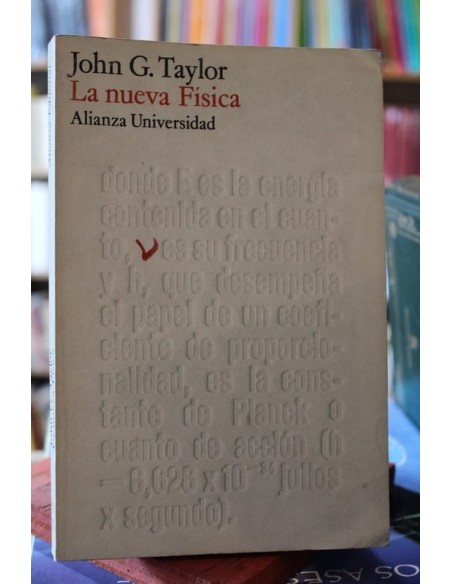 John G. Taylor
La nueva Física
Alianza Universidad
donde E es la energía
contenida en el cuan-
to, ν es su frecuencia
y h, que desempeña
el papel de un coefi-
ciente de proporcio-
nalidad, es la cons-
tante de Planck o
cuanto de acción (h
= 6,626 x 10⁻³⁴ julios
x segundo).
OS ASE